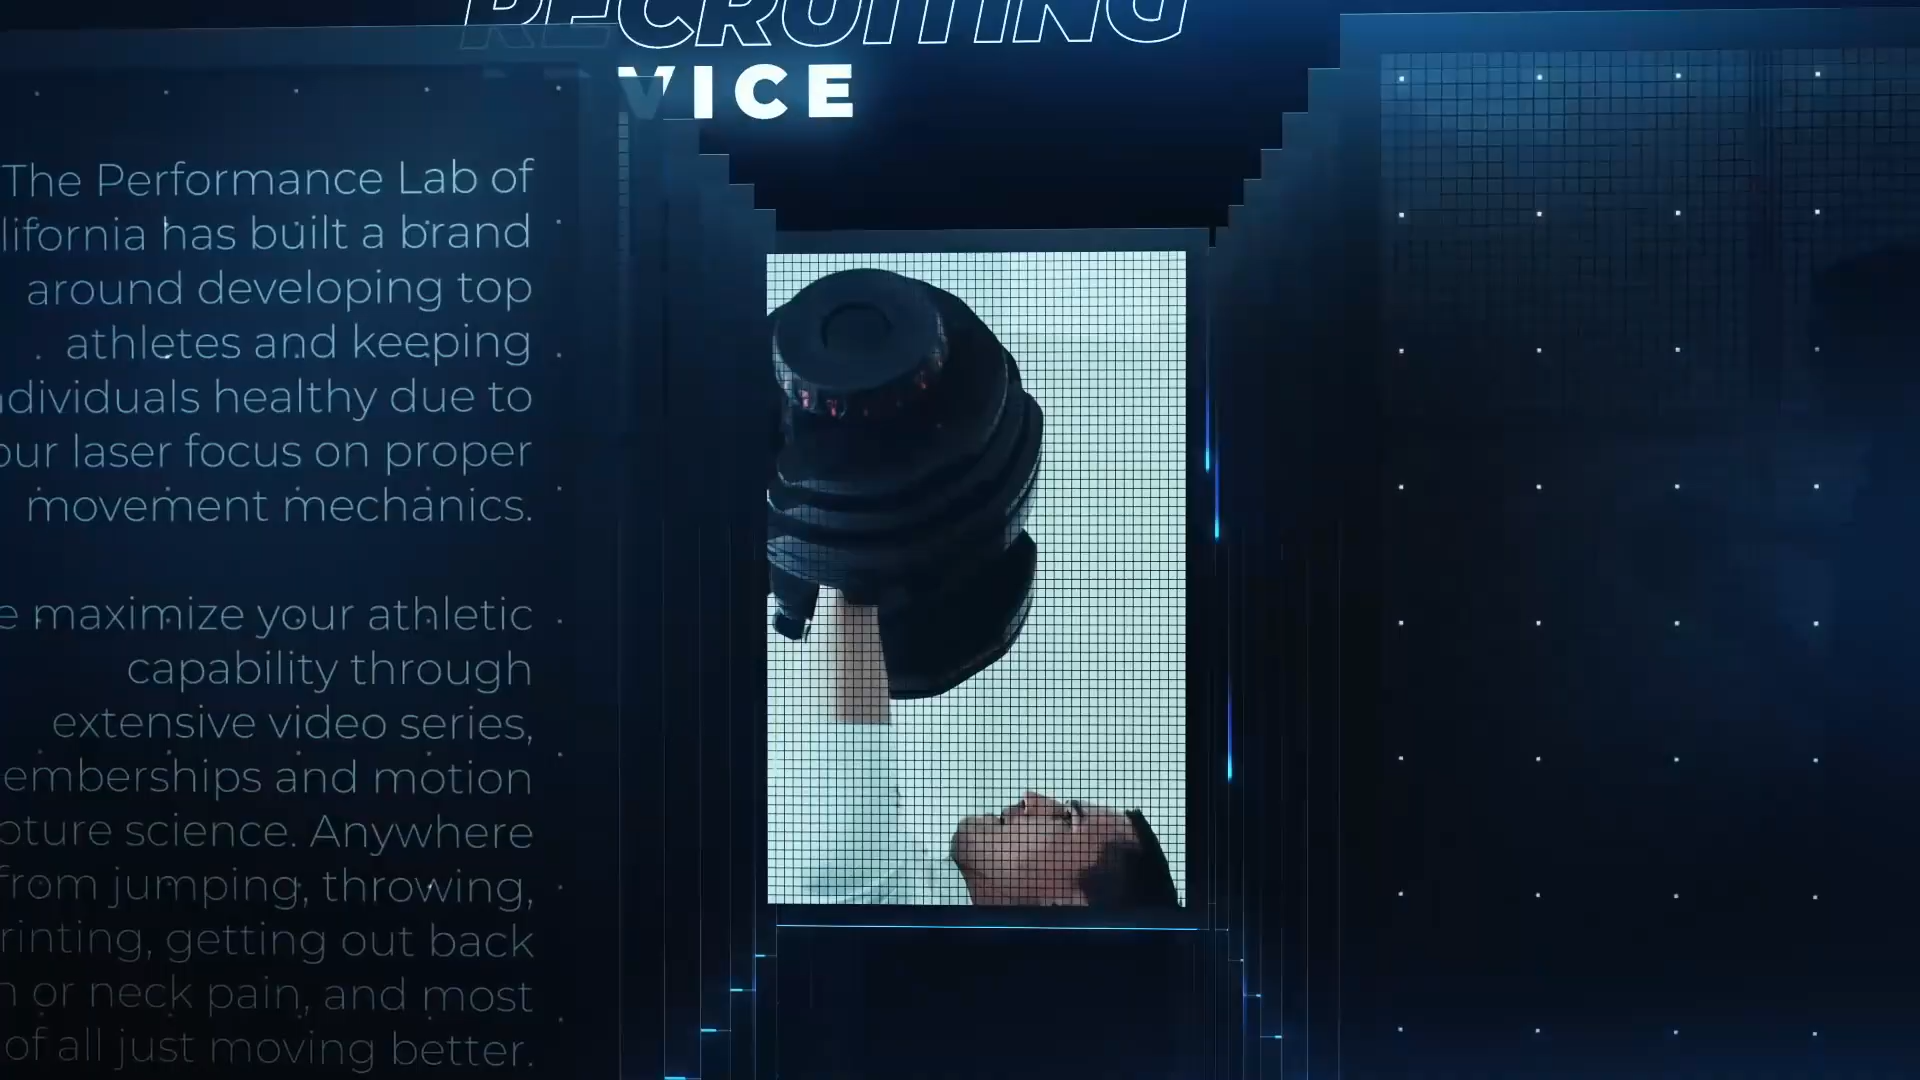 RECRUITING
VICE
The Performance Lab of
lifornia has built a brand
around developing top
athletes and keeping
dividuals healthy due to
our laser focus on proper
movement mechanics.
e maximize your athletic
capability through
extensive video series,
emberships and motion
pture science. Anywhere
from jumping, throwing,
rinting, getting out back
n or neck pain, and most
of all just moving better.